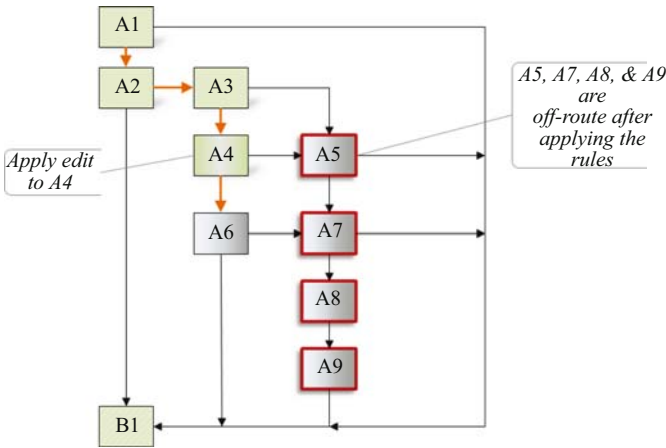 A1
A2
A3
A5, A7, A8, & A9
are
off-route after
applying the
rules
Apply edit
to A4
A4
A5
A6
A7
A8
A9
B1